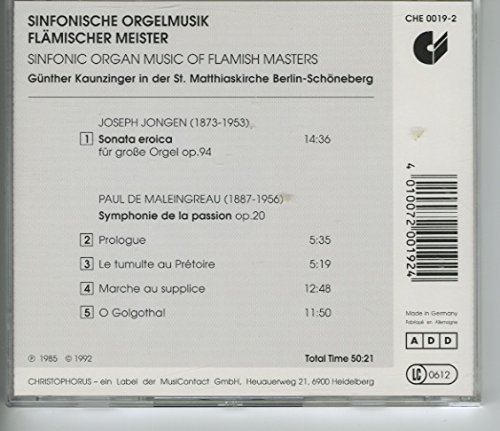 SINFONISCHE ORGELMUSIK
FLÄMISCHER MEISTER
SINFONIC ORGAN MUSIC OF FLEMISH MASTERS
Günther Kaunzinger in der St. Matthiaskirche Berlin-Schöneberg
CHE 0019-2
JOSEPH JONGEN (1873-1953)
1 Sonata eroica 14:36
für große Orgel op.94
PAUL DE MALEINGREAU (1887-1956)
Symphonie de la passion op.20
2 Prologue 5:35
3 Le tumulte au Prétoire 5:19
4 Marche au supplice 12:48
5 O Golgotha! 11:50
4 010072 001924
Made in Germany
Fabriqué en Allemagne
A D D
LC 0612
℗ 1985 © 1992 Total Time 50:21
CHRISTOPHORUS – ein Label der MusiContact GmbH, Heuauerweg 21, 6900 Heidelberg